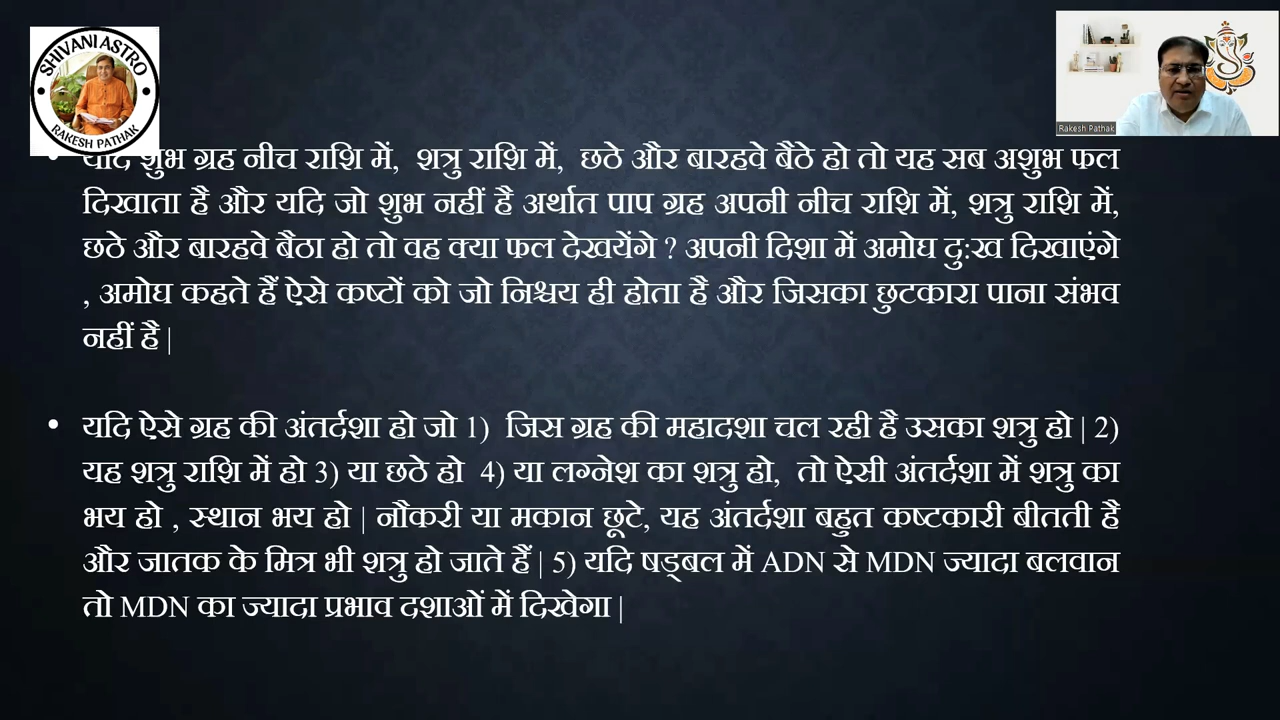 SHIVANI ASTRO
RAKESH PATHAK
Rakesh Pathak
यदि शुभ ग्रह नीच राशि में, शत्रु राशि में, छठे और बारहवे बैठे हो तो यह सब अशुभ फल
दिखाता है और यदि जो शुभ नहीं है अर्थात पाप ग्रह अपनी नीच राशि में, शत्रु राशि में,
छठे और बारहवे बैठा हो तो वह क्या फल देखयेंगे ? अपनी दिशा में अमोघ दु:ख दिखाएंगे
, अमोघ कहते हैं ऐसे कष्टों को जो निश्चय ही होता है और जिसका छुटकारा पाना संभव
नहीं है |
• यदि ऐसे ग्रह की अंतर्दशा हो जो 1) जिस ग्रह की महादशा चल रही है उसका शत्रु हो | 2)
यह शत्रु राशि में हो 3) या छठे हो 4) या लग्नेश का शत्रु हो, तो ऐसी अंतर्दशा में शत्रु का
भय हो , स्थान भय हो | नौकरी या मकान छूटे, यह अंतर्दशा बहुत कष्टकारी बीतती है
और जातक के मित्र भी शत्रु हो जाते हैं | 5) यदि षड्बल में ADN से MDN ज्यादा बलवान
तो MDN का ज्यादा प्रभाव दशाओं में दिखेगा |